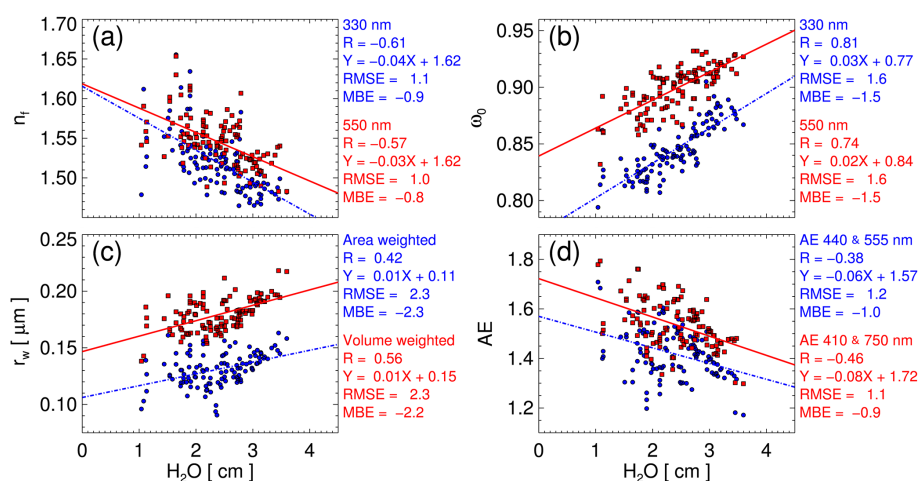 (a)
1.70
1.65
1.60
1.55
1.50
n_f
330 nm
R = −0.61
Y = −0.04X + 1.62
RMSE = 1.1
MBE = −0.9
550 nm
R = −0.57
Y = −0.03X + 1.62
RMSE = 1.0
MBE = −0.8
(b)
0.95
0.90
0.85
0.80
ω_0
330 nm
R = 0.81
Y = 0.03X + 0.77
RMSE = 1.6
MBE = −1.5
550 nm
R = 0.74
Y = 0.02X + 0.84
RMSE = 1.6
MBE = −1.5
(c)
0.25
0.20
0.15
0.10
r_w [ μm ]
0 1 2 3 4
H_2O [ cm ]
Area weighted
R = 0.42
Y = 0.01X + 0.11
RMSE = 2.3
MBE = −2.3
Volume weighted
R = 0.56
Y = 0.01X + 0.15
RMSE = 2.3
MBE = −2.2
(d)
1.8
1.6
1.4
1.2
AE
0 1 2 3 4
H_2O [ cm ]
AE 440 & 555 nm
R = −0.38
Y = −0.06X + 1.57
RMSE = 1.2
MBE = −1.0
AE 410 & 750 nm
R = −0.46
Y = −0.08X + 1.72
RMSE = 1.1
MBE = −0.9